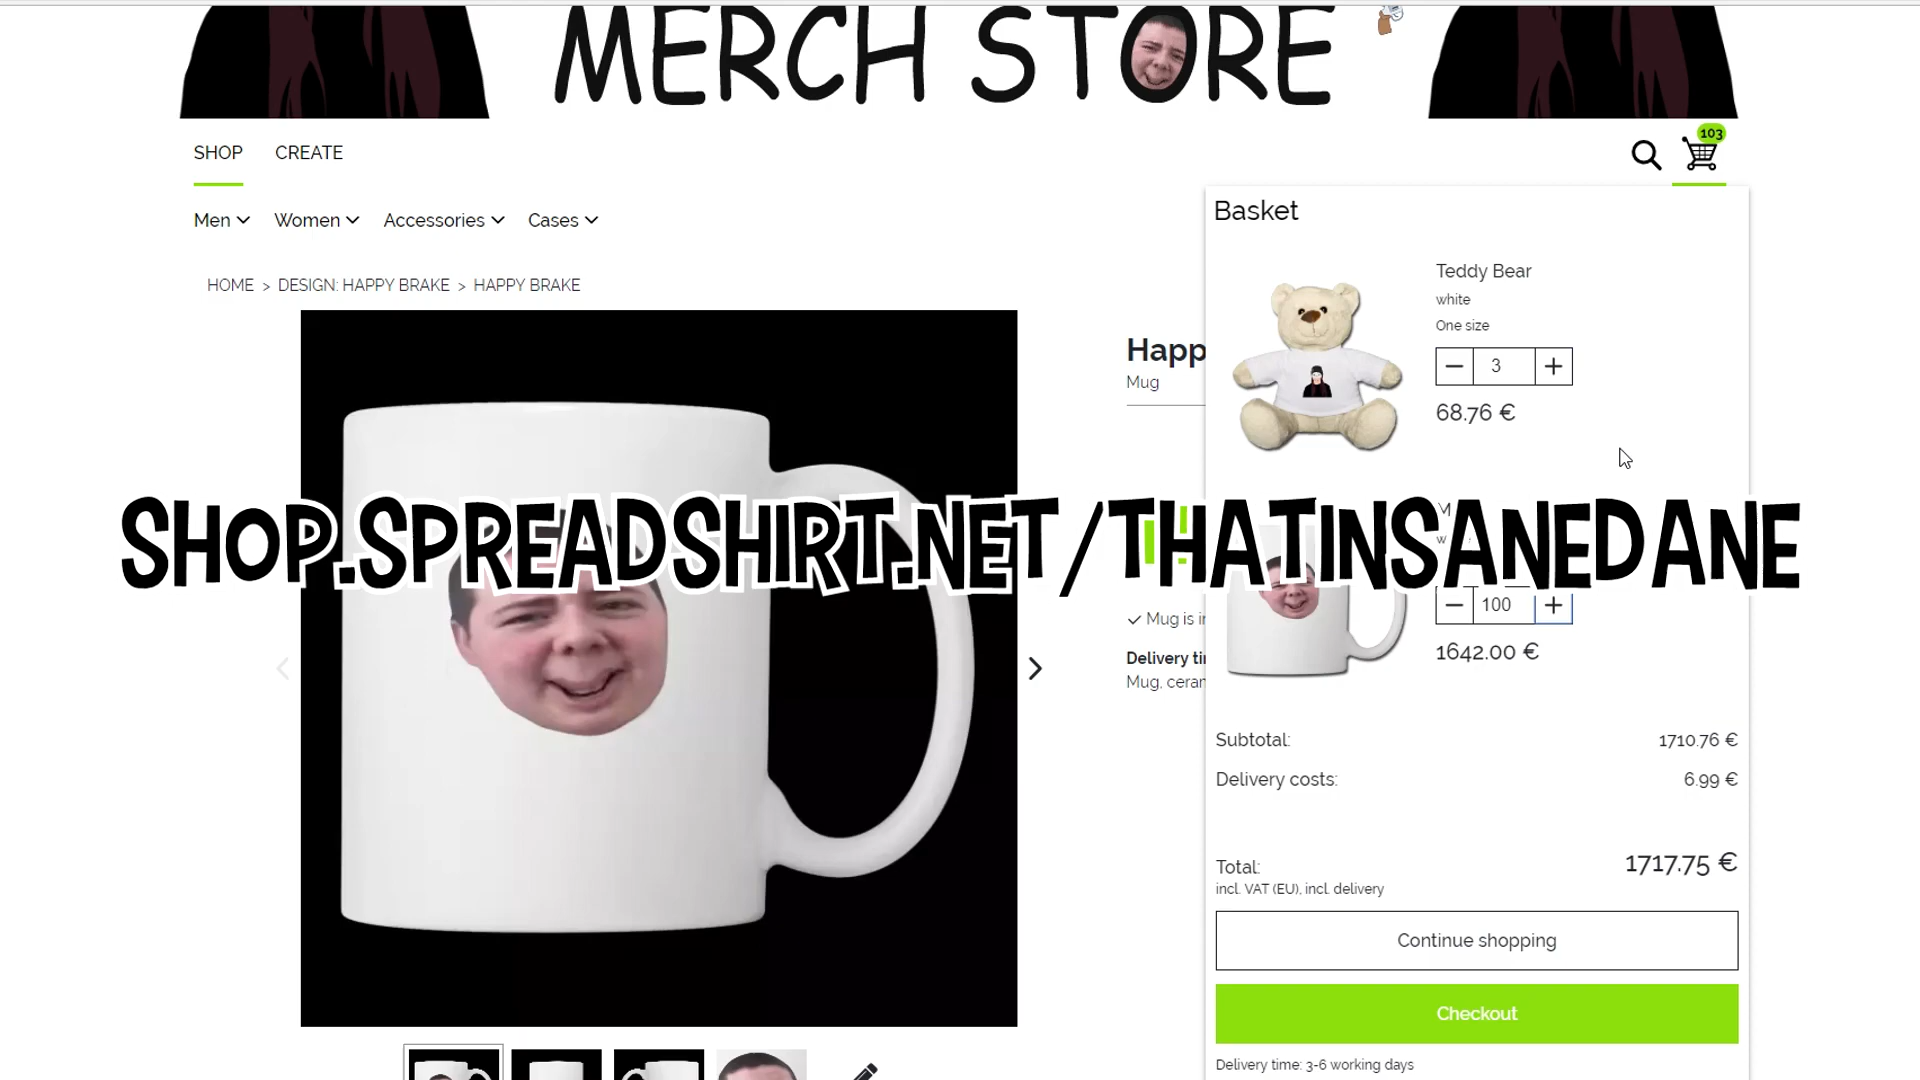 MERCH STORE
103
SHOP CREATE
Men Women Accessories Cases
Basket
HOME > DESIGN: HAPPY BRAKE > HAPPY BRAKE
Teddy Bear
white
One size
3
68.76 €
Happ
Mug
SHOP.SPREADSHIRT.NET/THATINSANEDANE
100
1642.00 €
Mug is i
Delivery ti
Mug, ceran
Subtotal: 1710.76 €
Delivery costs: 6.99 €
Total: 1717.75 €
incl. VAT (EU), incl. delivery
Continue shopping
Checkout
Delivery time: 3-6 working days